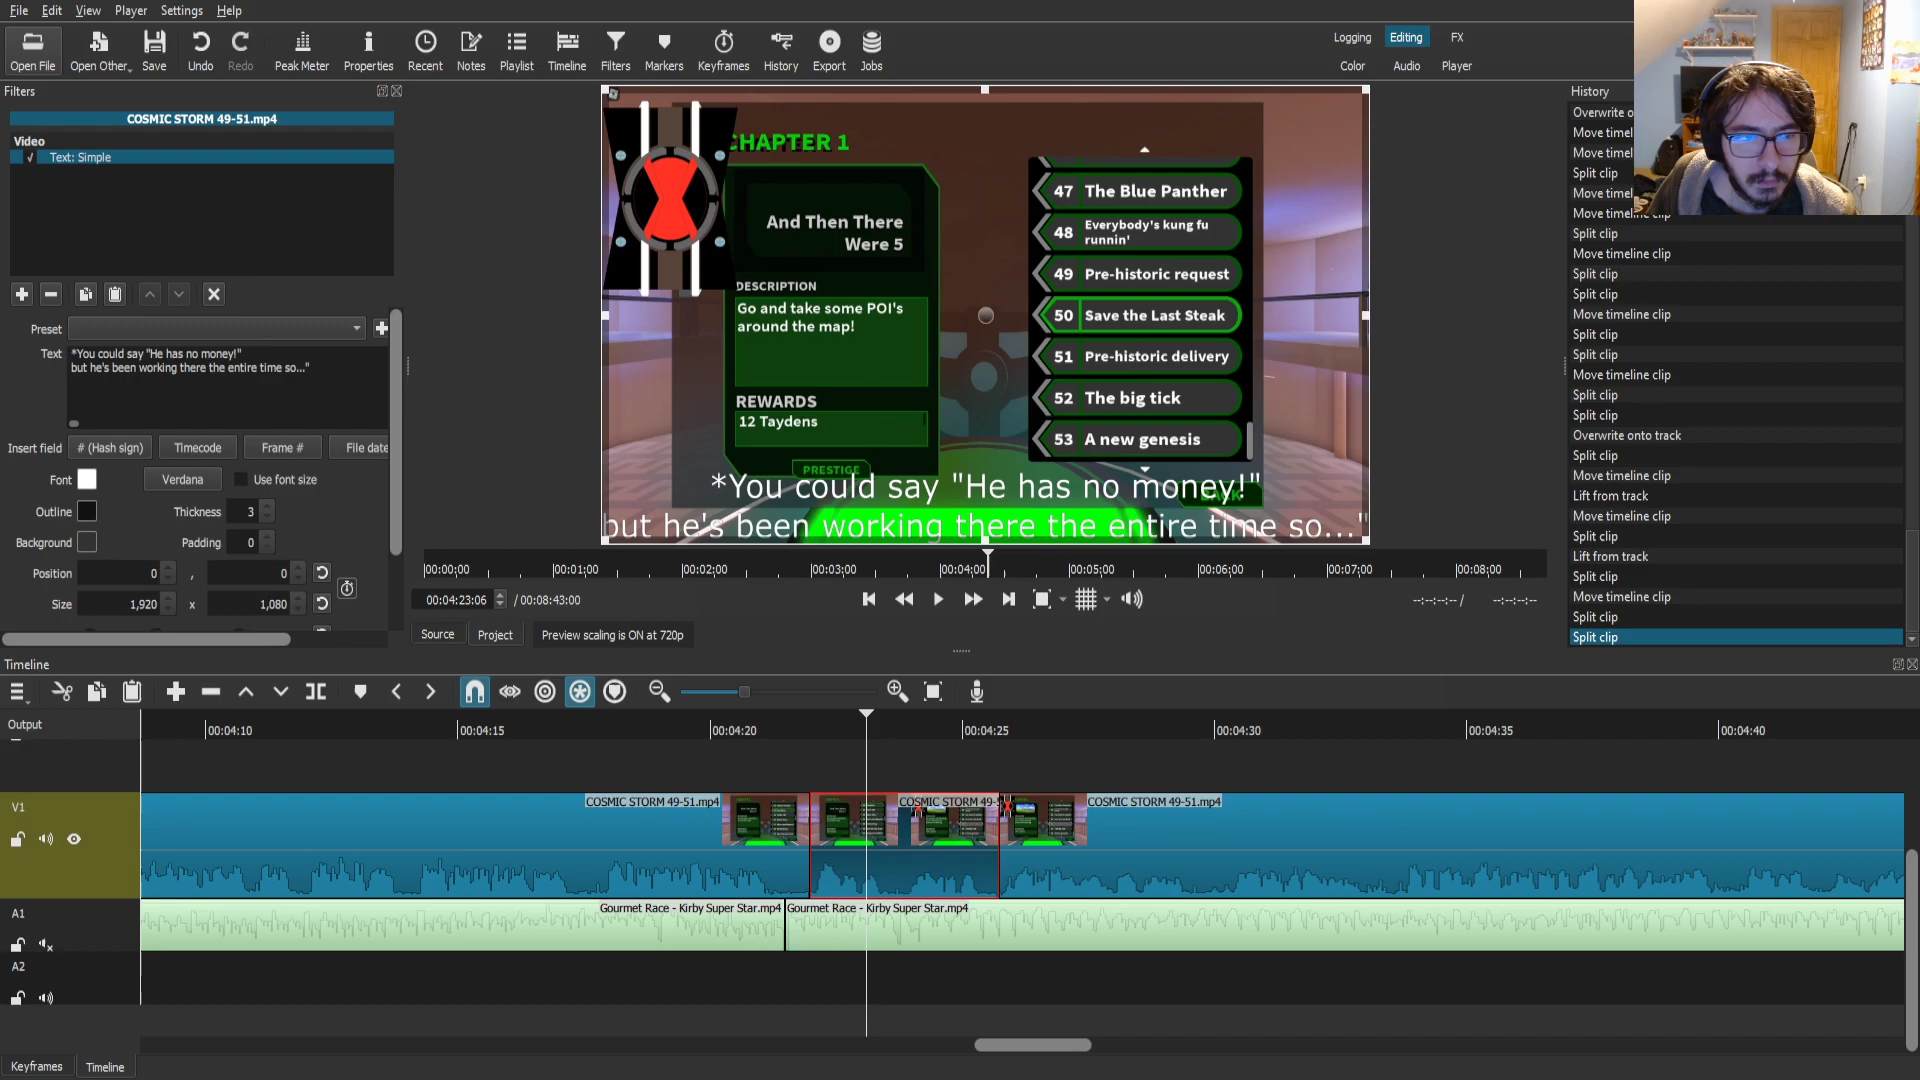 File Edit View Player Settings Help
Open File Open Other... Save Undo Redo Peak Meter Properties Recent Notes Playlist Timeline Filters Markers Keyframes History Export Jobs
Logging Editing FX
Color Audio Player
Filters
COSMIC STORM 49-51.mp4
Video
✓ Text: Simple
Preset
Text
*You could say "He has no money!"
but he's been working there the entire time so..."
Insert field # (Hash sign) Timecode Frame # File date
Font Verdana Use font size
Outline Thickness 3
Background Padding 0
Position 0 , 0
Size 1,920 x 1,080
CHAPTER 1
And Then There
Were 5
DESCRIPTION
Go and take some POI's
around the map!
REWARDS
12 Taydens
PRESTIGE
47 The Blue Panther
48 Everybody's kung fu
runnin'
49 Pre-historic request
50 Save the Last Steak
51 Pre-historic delivery
52 The big tick
53 A new genesis
*You could say "He has no money!"
but he's been working there the entire time so..."
00:00:00 00:01:00 00:02:00 00:03:00 00:04:00 00:05:00 00:06:00 00:07:00 00:08:00
00:04:23:06 / 00:08:43:00
--:--:--:-- / --:--:--:--
Source Project Preview scaling is ON at 720p
History
Overwrite o
Move timel
Move timel
Split clip
Move timel
Move timeline clip
Split clip
Move timeline clip
Split clip
Split clip
Move timeline clip
Split clip
Split clip
Move timeline clip
Split clip
Split clip
Overwrite onto track
Split clip
Move timeline clip
Lift from track
Move timeline clip
Split clip
Lift from track
Split clip
Move timeline clip
Split clip
Split clip
Timeline
Output
00:04:10 00:04:15 00:04:20 00:04:25 00:04:30 00:04:35 00:04:40
V1
COSMIC STORM 49-51.mp4 COSMIC STORM 49- COSMIC STORM 49-51.mp4
A1
Gourmet Race - Kirby Super Star.mp4 Gourmet Race - Kirby Super Star.mp4
A2
Keyframes Timeline